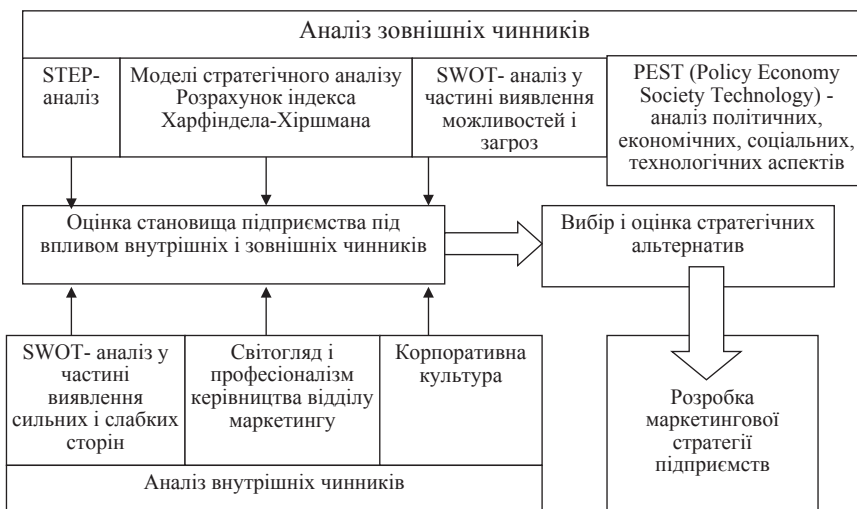 Аналіз зовнішніх чинників
STEP-
аналіз
Моделі стратегічного аналізу
Розрахунок індекса
Харфіндела-Хіршмана
SWOT- аналіз у
частині виявлення
можливостей і
загроз
PEST (Policy Economy
Society Technology) -
аналіз політичних,
економічних, соціальних,
технологічних аспектів
Оцінка становища підприємства під
впливом внутрішніх і зовнішніх чинників
Вибір і оцінка стратегічних
альтернатив
SWOT- аналіз у
частині
виявлення
сильних і слабких
сторін
Світогляд і
професіоналізм
керівництва відділу
маркетингу
Корпоративна
культура
Розробка
маркетингової
стратегії
підприємств
Аналіз внутрішніх чинників